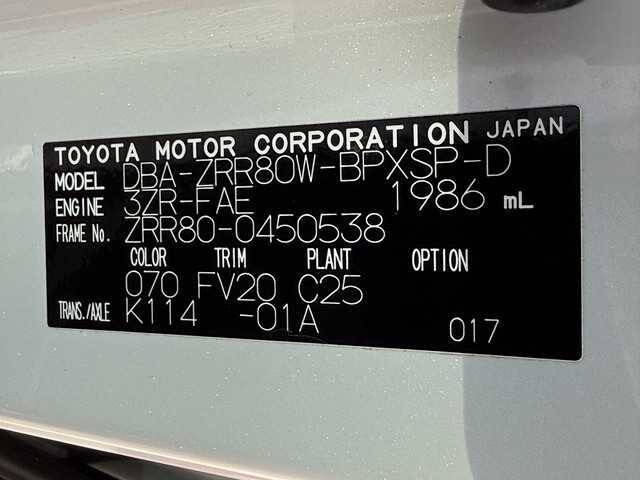 TOYOTA MOTOR CORPORATION JAPAN
MODEL DBA-ZRR80W-BPXSP-D
ENGINE 3ZR-FAE 1986 mL
FRAME No. ZRR80-0450538
COLOR TRIM PLANT OPTION
070 FV20 C25
TRANS./AXLE K114 -01A 017